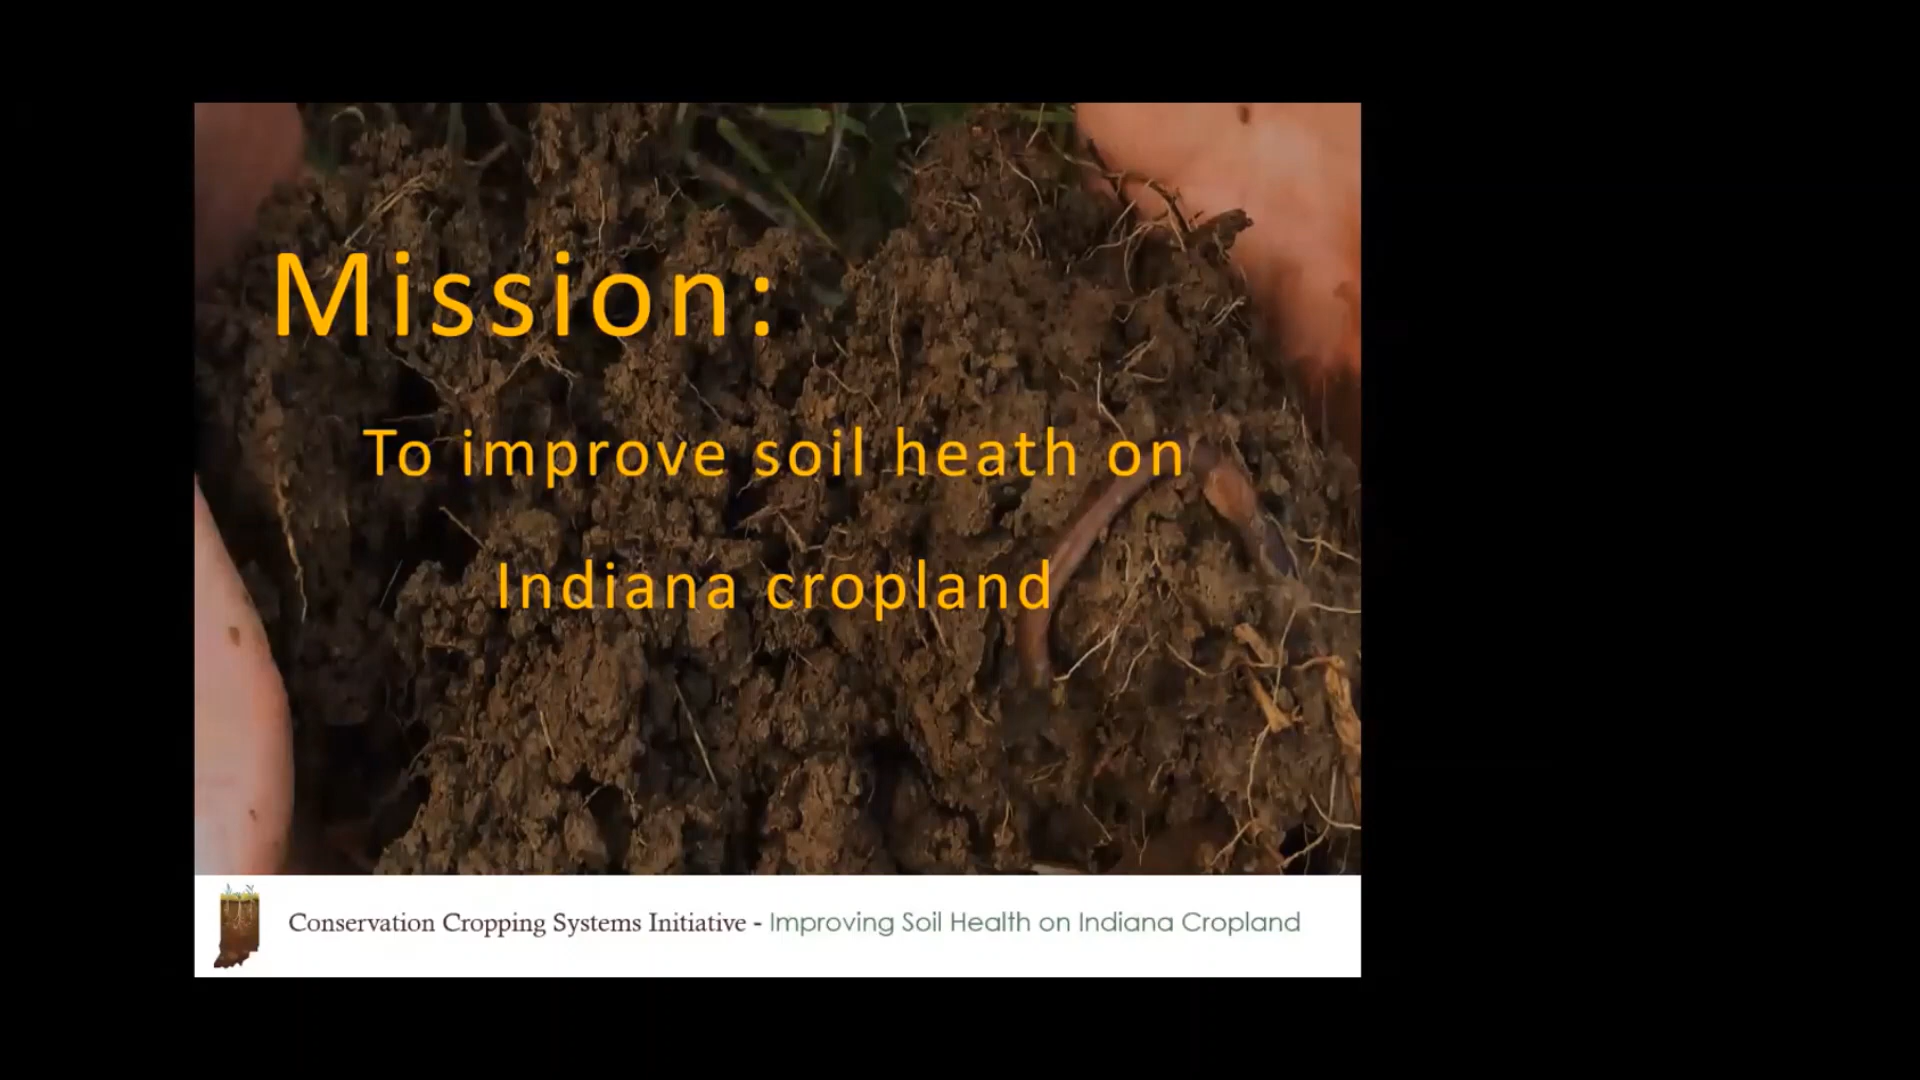 Mission:
To improve soil heath on
Indiana cropland
Conservation Cropping Systems Initiative - Improving Soil Health on Indiana Cropland